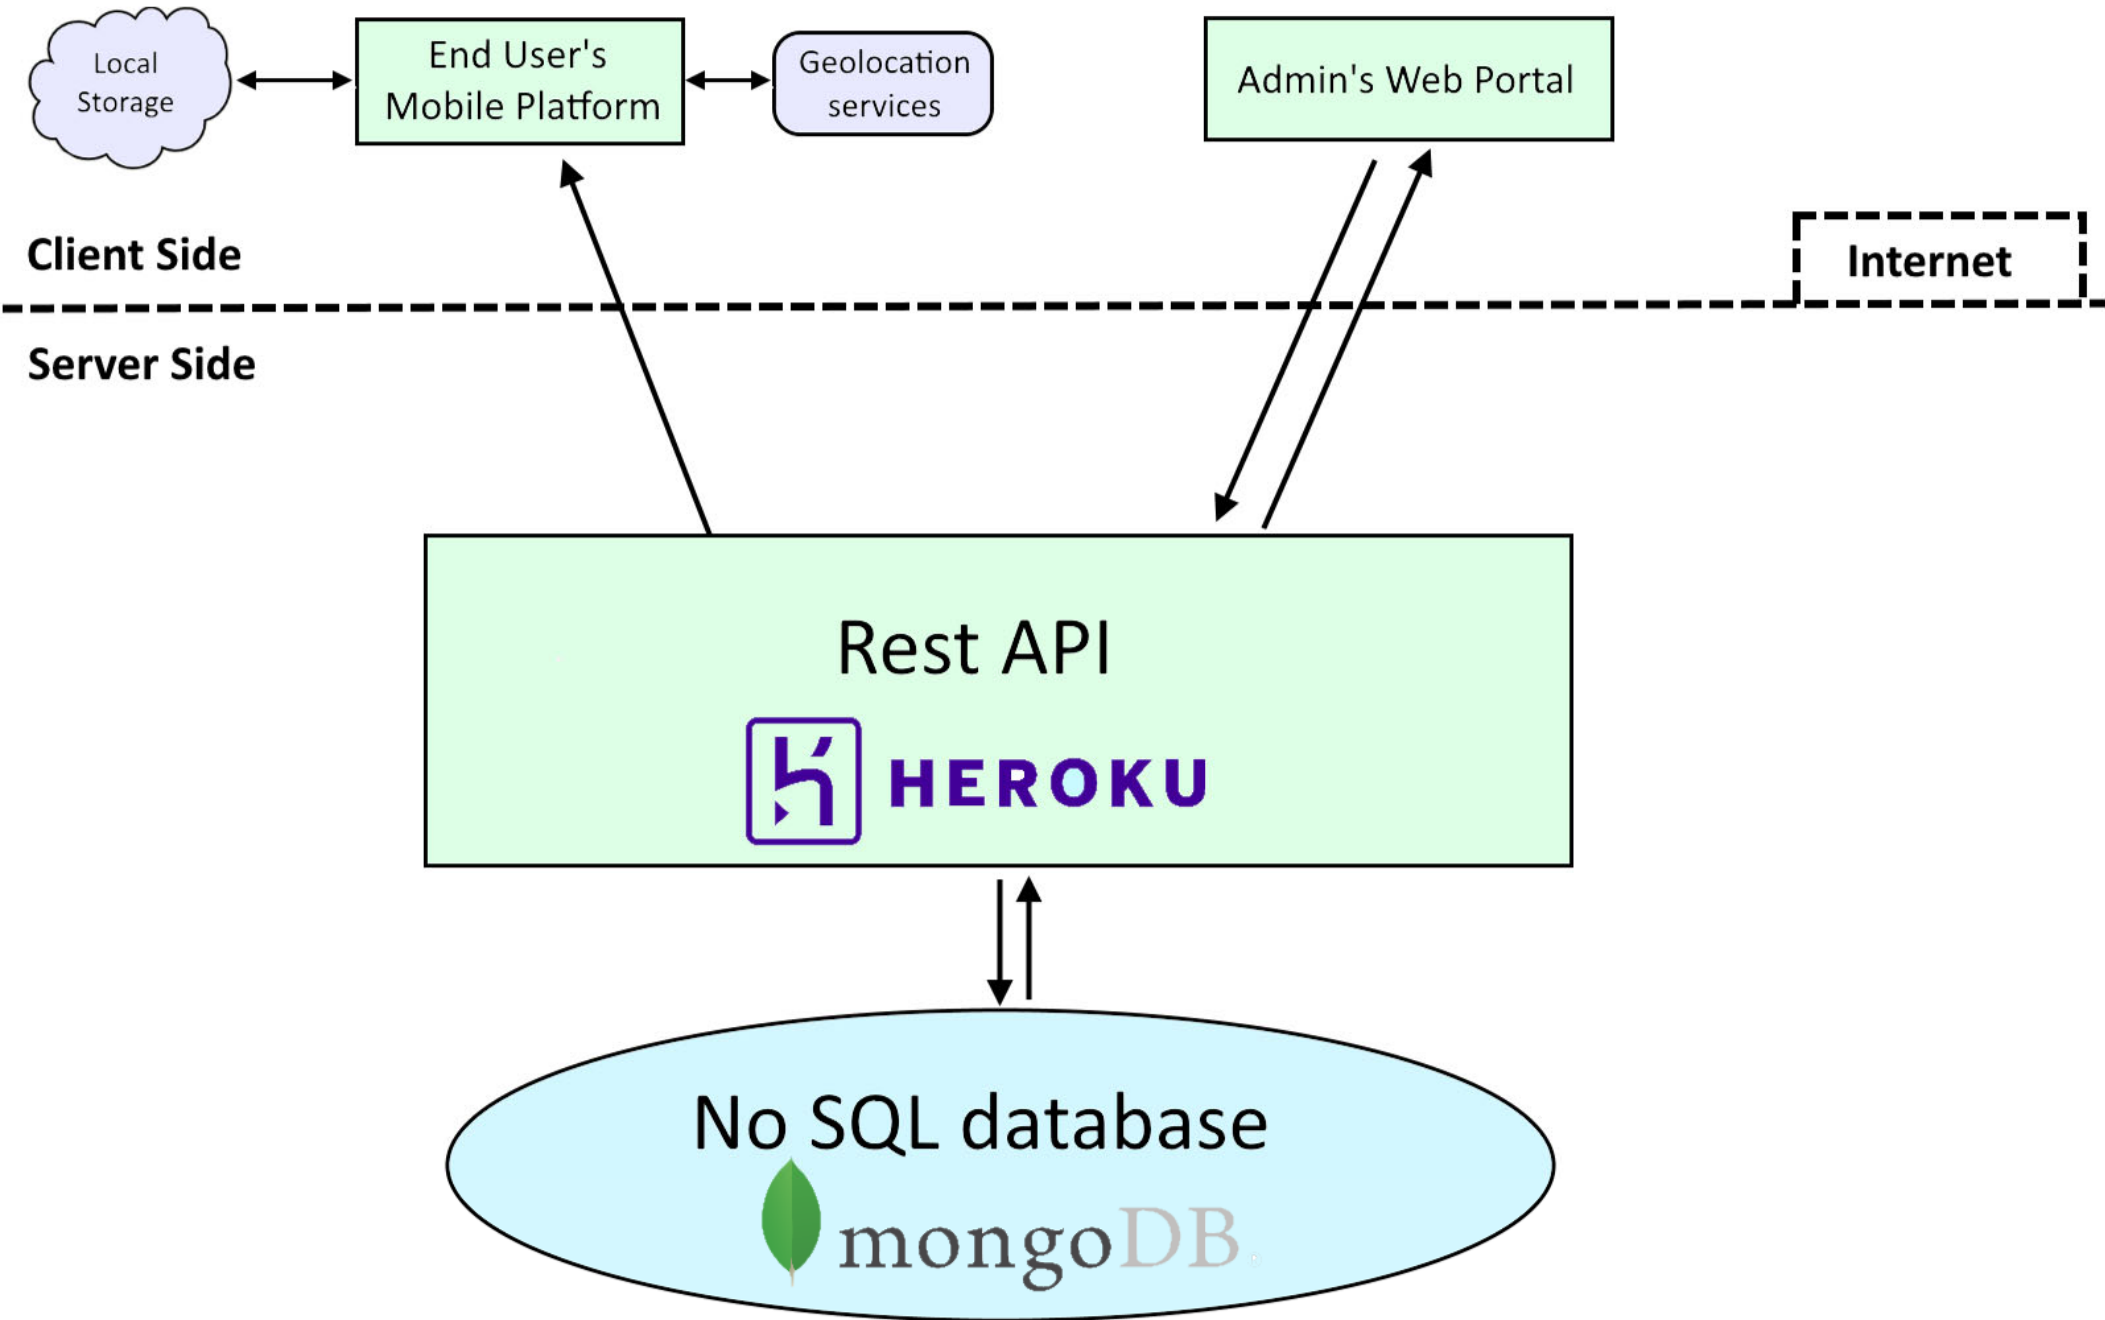 Local
Storage
End User's
Mobile Platform
Geolocation
services
Admin's Web Portal
Client Side
Internet
Server Side
Rest API
HEROKU
No SQL database
mongoDB